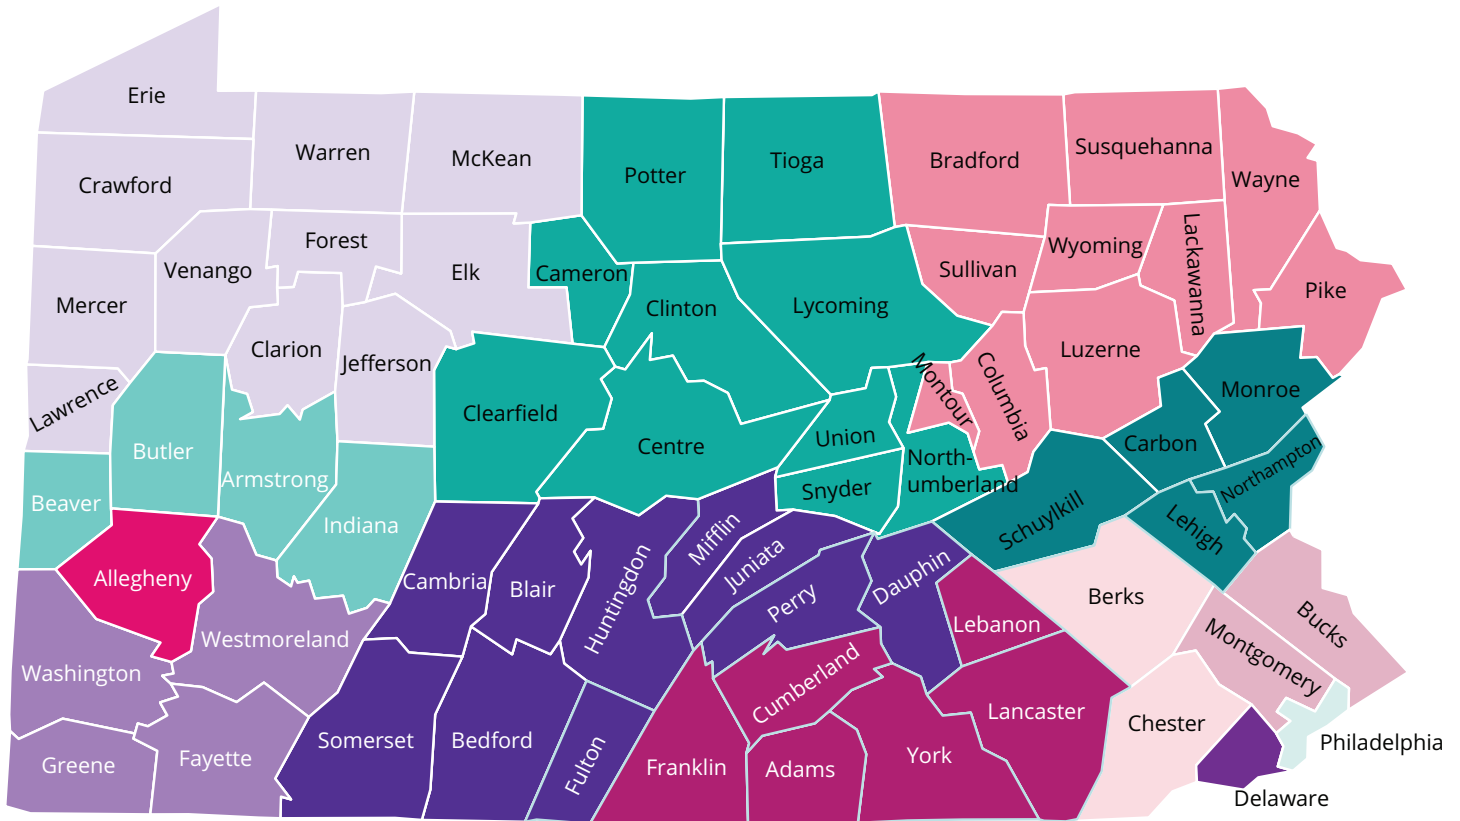 Erie
Warren
McKean
Potter
Tioga
Bradford
Susquehanna
Wayne
Crawford
Forest
Venango
Elk
Cameron
Clinton
Lycoming
Sullivan
Wyoming
Lackawanna
Pike
Mercer
Clarion
Jefferson
Luzerne
Lawrence
Clearfield
Centre
Union
Montour
Columbia
Monroe
Carbon
Butler
Armstrong
Beaver
Indiana
Snyder
North-
umberland
Schuylkill
Northampton
Lehigh
Allegheny
Cambria
Blair
Huntingdon
Mifflin
Juniata
Perry
Dauphin
Lebanon
Berks
Bucks
Montgomery
Westmoreland
Washington
Cumberland
Lancaster
Chester
Philadelphia
Greene
Fayette
Somerset
Bedford
Fulton
Franklin
Adams
York
Delaware